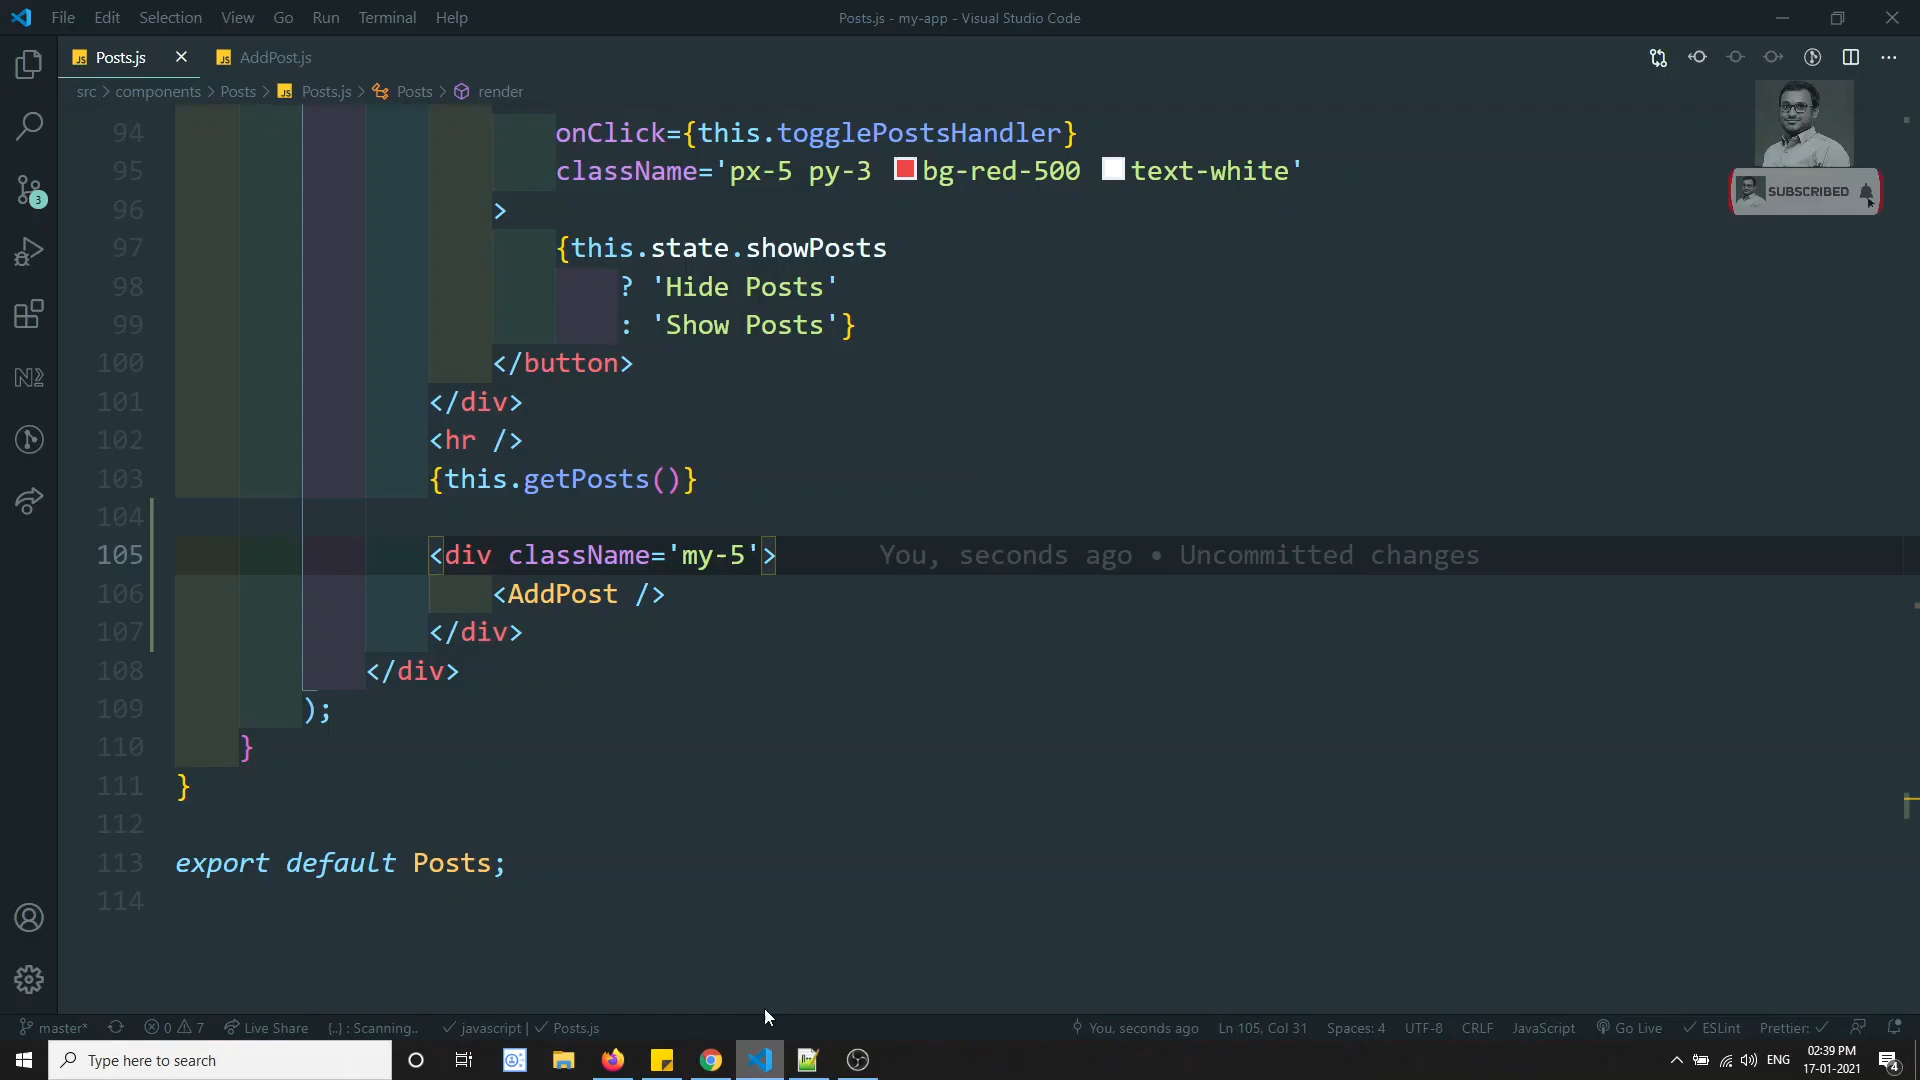 File Edit Selection View Go Run Terminal Help
Posts.js - my-app - Visual Studio Code
JS Posts.js
JS AddPost.js
src > components > Posts > JS Posts.js > Posts > render
94 onClick={this.togglePostsHandler}
95 className='px-5 py-3 bg-red-500 text-white'
96 >
97 {this.state.showPosts
98 ? 'Hide Posts'
99 : 'Show Posts'}
100 </button>
101 </div>
102 <hr />
103 {this.getPosts()}
104
105 <div className='my-5'> You, seconds ago • Uncommitted changes
106 <AddPost />
107 </div>
108 </div>
109 );
110 }
111 }
112
113 export default Posts;
114
SUBSCRIBED
3
master* 0 7 Live Share {..} : Scanning.. javascript | Posts.js You, seconds ago Ln 105, Col 31 Spaces: 4 UTF-8 CRLF JavaScript Go Live ESLint Prettier:
Type here to search
ENG
02:39 PM
17-01-2021
4